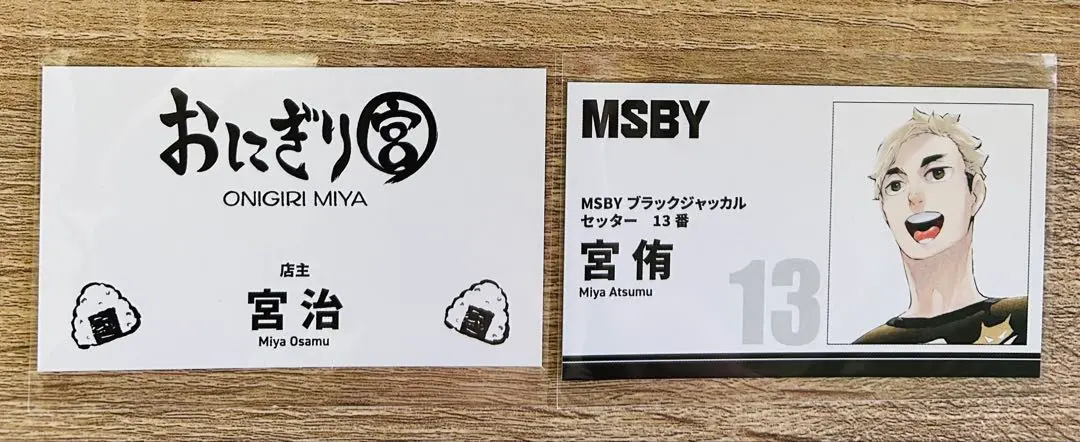 おにぎり宮
ONIGIRI MIYA
店主
宮 治
Miya Osamu
MSBY
MSBY ブラックジャッカル
セッター　13 番
宮 侑
Miya Atsumu
13